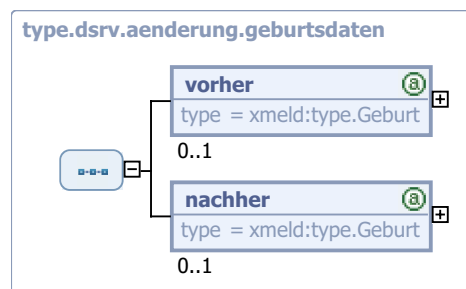 type.dsrv.aenderung.geburtsdaten
vorher @
type = xmeld:type.Geburt
0..1
nachher @
type = xmeld:type.Geburt
0..1